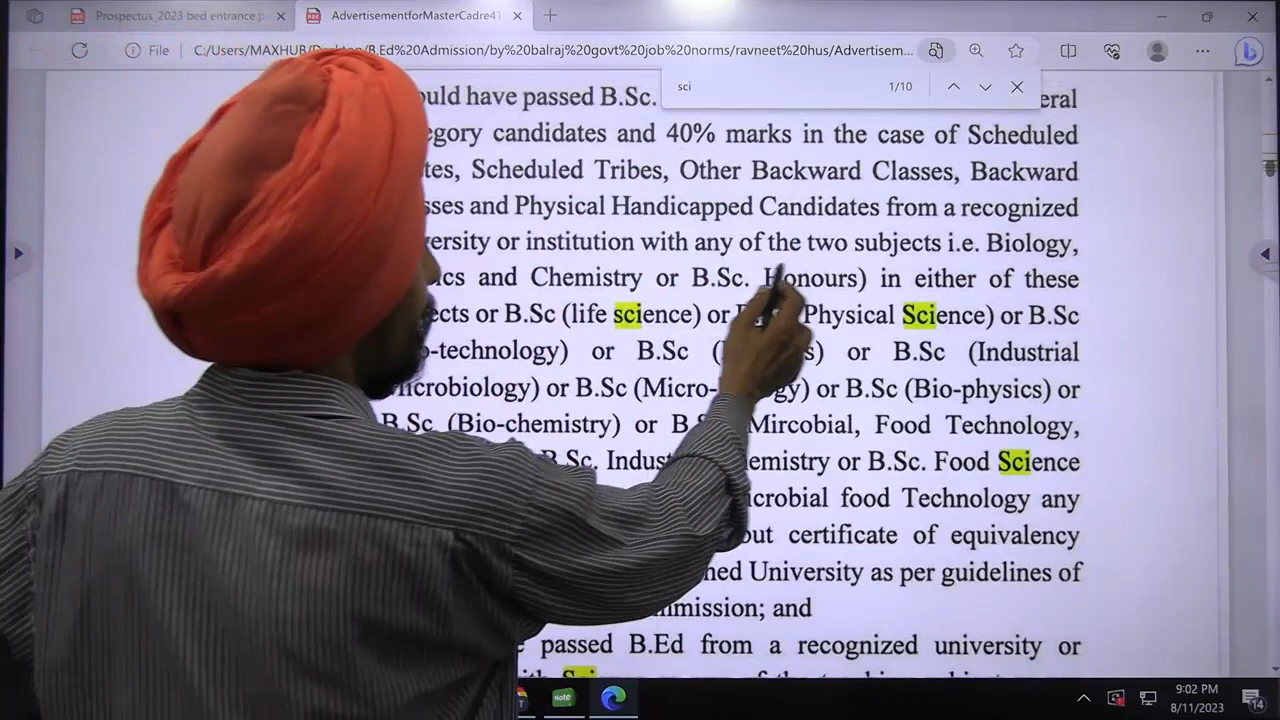 Prospectus_2023 bed entrance.p
AdvertisementforMasterCadre41
File
C:/Users/MAXHUB/Desktop/B.Ed%20Admission/by%20balraj%20govt%20job%20norms/ravneet%20hus/Advertisem...
sci 1/10
ould have passed B.Sc. eral
egory candidates and 40% marks in the case of Scheduled
tes, Scheduled Tribes, Other Backward Classes, Backward
sses and Physical Handicapped Candidates from a recognized
versity or institution with any of the two subjects i.e. Biology,
ics and Chemistry or B.Sc. Honours) in either of these
ects or B.Sc (life science) or Physical Science) or B.Sc
-technology) or B.Sc ( s) or B.Sc (Industrial
Microbiology) or B.Sc (Micro- gy) or B.Sc (Bio-physics) or
B.Sc (Bio-chemistry) or Mircobial, Food Technology,
B.Sc. Indus emistry or B.Sc. Food Science
icrobial food Technology any
out certificate of equivalency
ned University as per guidelines of
mmission; and
passed B.Ed from a recognized university or
Note
9:02 PM
8/11/2023
14